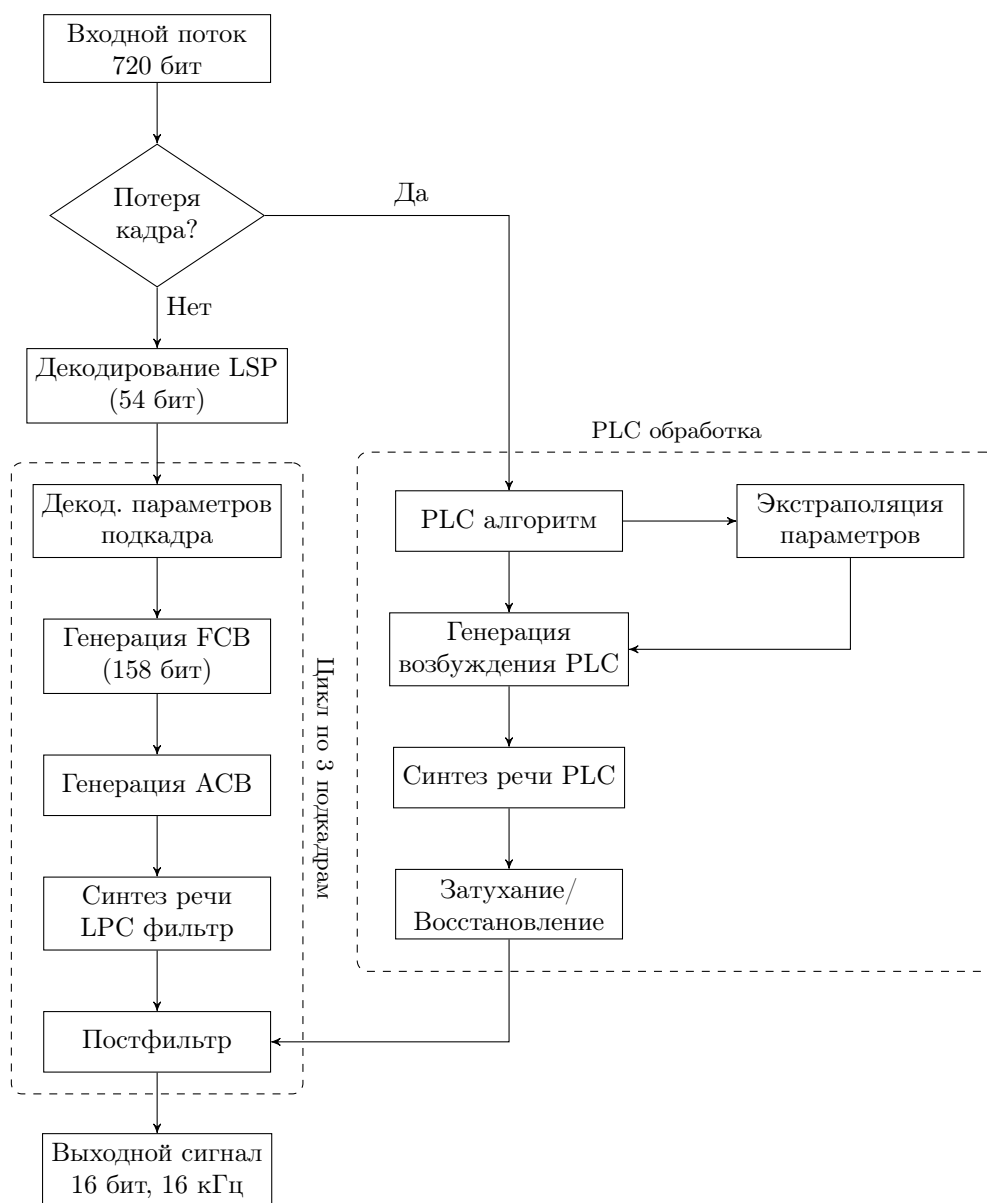 Входной поток
720 бит
Потеря
кадра?
Да
Нет
Декодирование LSP
(54 бит)
PLC обработка
Декод. параметров
подкадра
PLC алгоритм
Экстраполяция
параметров
Генерация FCB
(158 бит)
Генерация
возбуждения PLC
Цикл по 3 подкадрам
Генерация ACB
Синтез речи PLC
Синтез речи
LPC фильтр
Затухание/
Восстановление
Постфильтр
Выходной сигнал
16 бит, 16 кГц